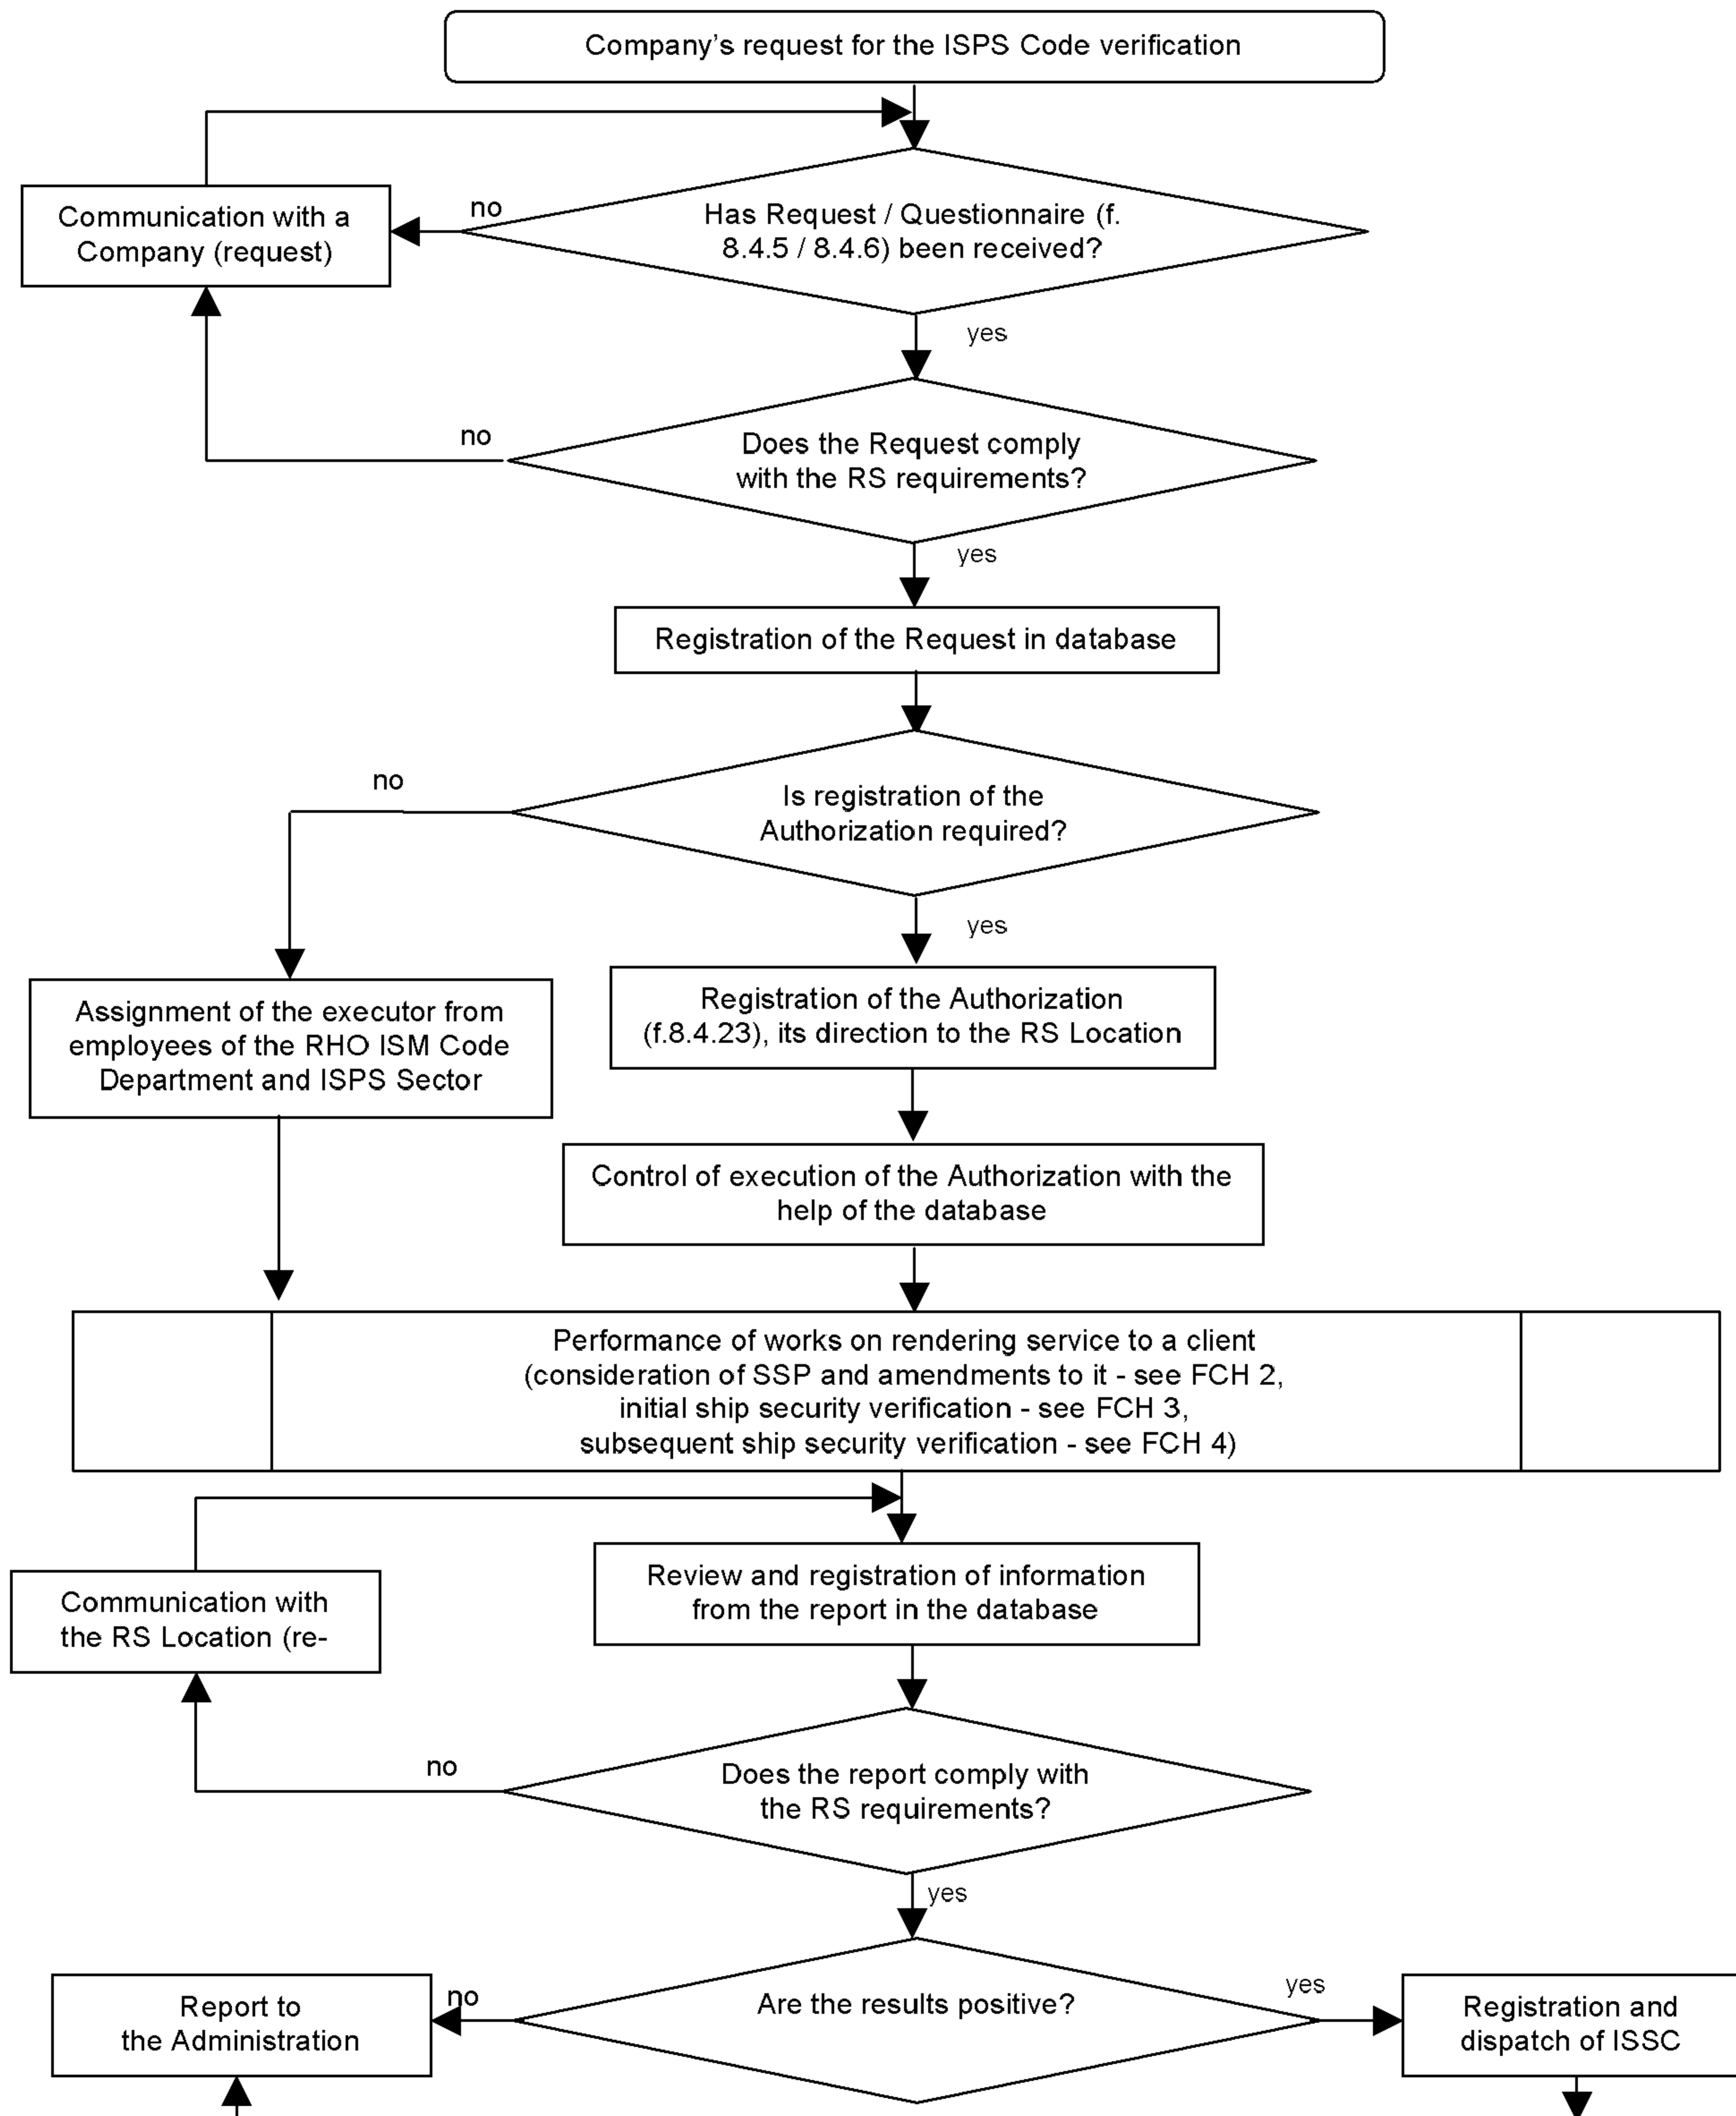 Company's request for the ISPS Code verification
Communication with a
Company (request)
no
Has Request / Questionnaire (f.
8.4.5 / 8.4.6) been received?
yes
no
Does the Request comply
with the RS requirements?
yes
Registration of the Request in database
no
Is registration of the
Authorization required?
yes
Assignment of the executor from
employees of the RHO ISM Code
Department and ISPS Sector
Registration of the Authorization
(f.8.4.23), its direction to the RS Location
Control of execution of the Authorization with the
help of the database
Performance of works on rendering service to a client
(consideration of SSP and amendments to it - see FCH 2,
initial ship security verification - see FCH 3,
subsequent ship security verification - see FCH 4)
Communication with
the RS Location (re-
Review and registration of information
from the report in the database
no
Does the report comply with
the RS requirements?
yes
Report to
the Administration
no
Are the results positive?
yes
Registration and
dispatch of ISSC